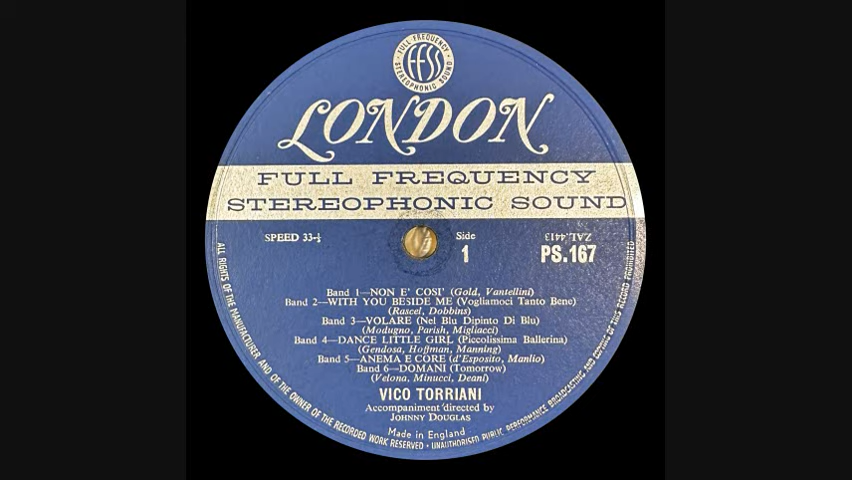 FULL FREQUENCY
FFSS
STEREOPHONIC SOUND
LONDON
FULL FREQUENCY
STEREOPHONIC SOUND
SPEED 33-⅓
Side
1
ZAL.4413
PS.167
Band 1—NON E' COSI' (Gold, Vantellini)
Band 2—WITH YOU BESIDE ME (Vogliamoci Tanto Bene)
(Rascel, Dobbins)
Band 3—VOLARE (Nel Blu Dipinto Di Blu)
(Modugno, Parish, Migliacci)
Band 4—DANCE LITTLE GIRL (Piccolissima Ballerina)
(Gendosa, Hoffman, Manning)
Band 5—ANEMA E CORE (d'Esposito, Manlio)
Band 6—DOMANI (Tomorrow)
(Velona, Minucci, Deani)
VICO TORRIANI
Accompaniment directed by
JOHNNY DOUGLAS
Made in England
ALL RIGHTS OF THE MANUFACTURER AND OF THE OWNER OF THE RECORDED WORK RESERVED · UNAUTHORISED PUBLIC PERFORMANCE BROADCASTING AND COPYING OF THIS RECORD PROHIBITED